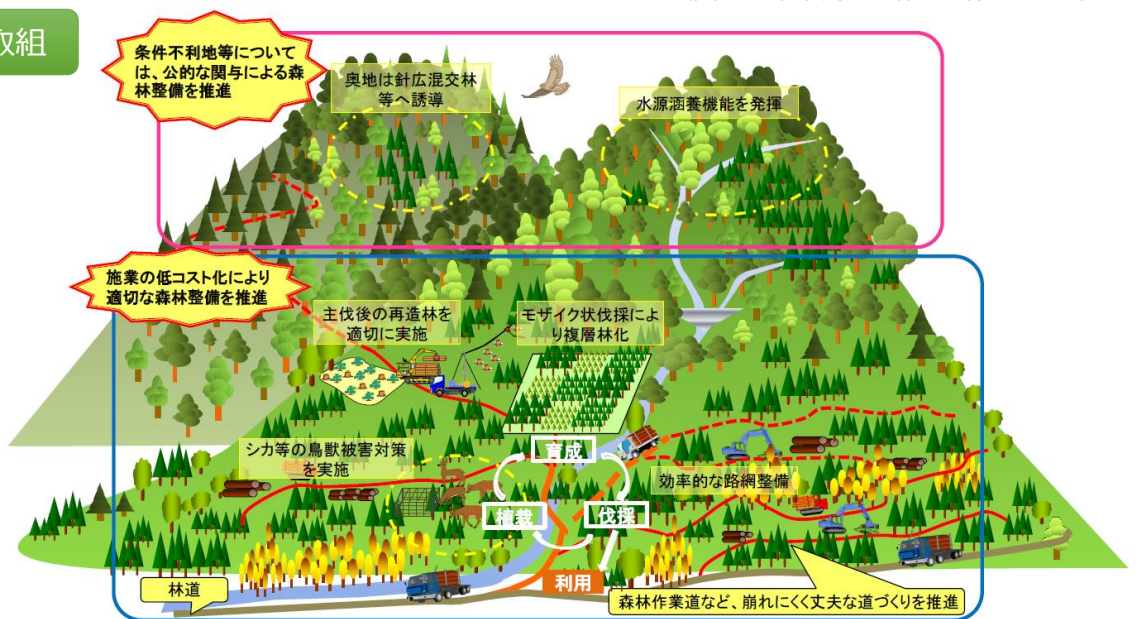 取組
条件不利地等について
は、公的な関与による森
林整備を推進
奥地は針広混交林
等へ誘導
水源涵養機能を発揮
施業の低コスト化により
適切な森林整備を推進
主伐後の再造林を
適切に実施
モザイク状伐採によ
り複層林化
シカ等の鳥獣被害対策
を実施
育成
効率的な路網整備
植栽
伐採
利用
林道
森林作業道など、崩れにくく丈夫な道づくりを推進